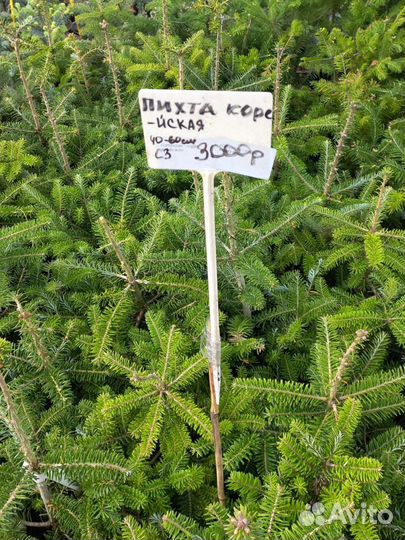 ПИХТА КОРЕ
-ЙСКАЯ
40-60см
С3 3000р
Avito